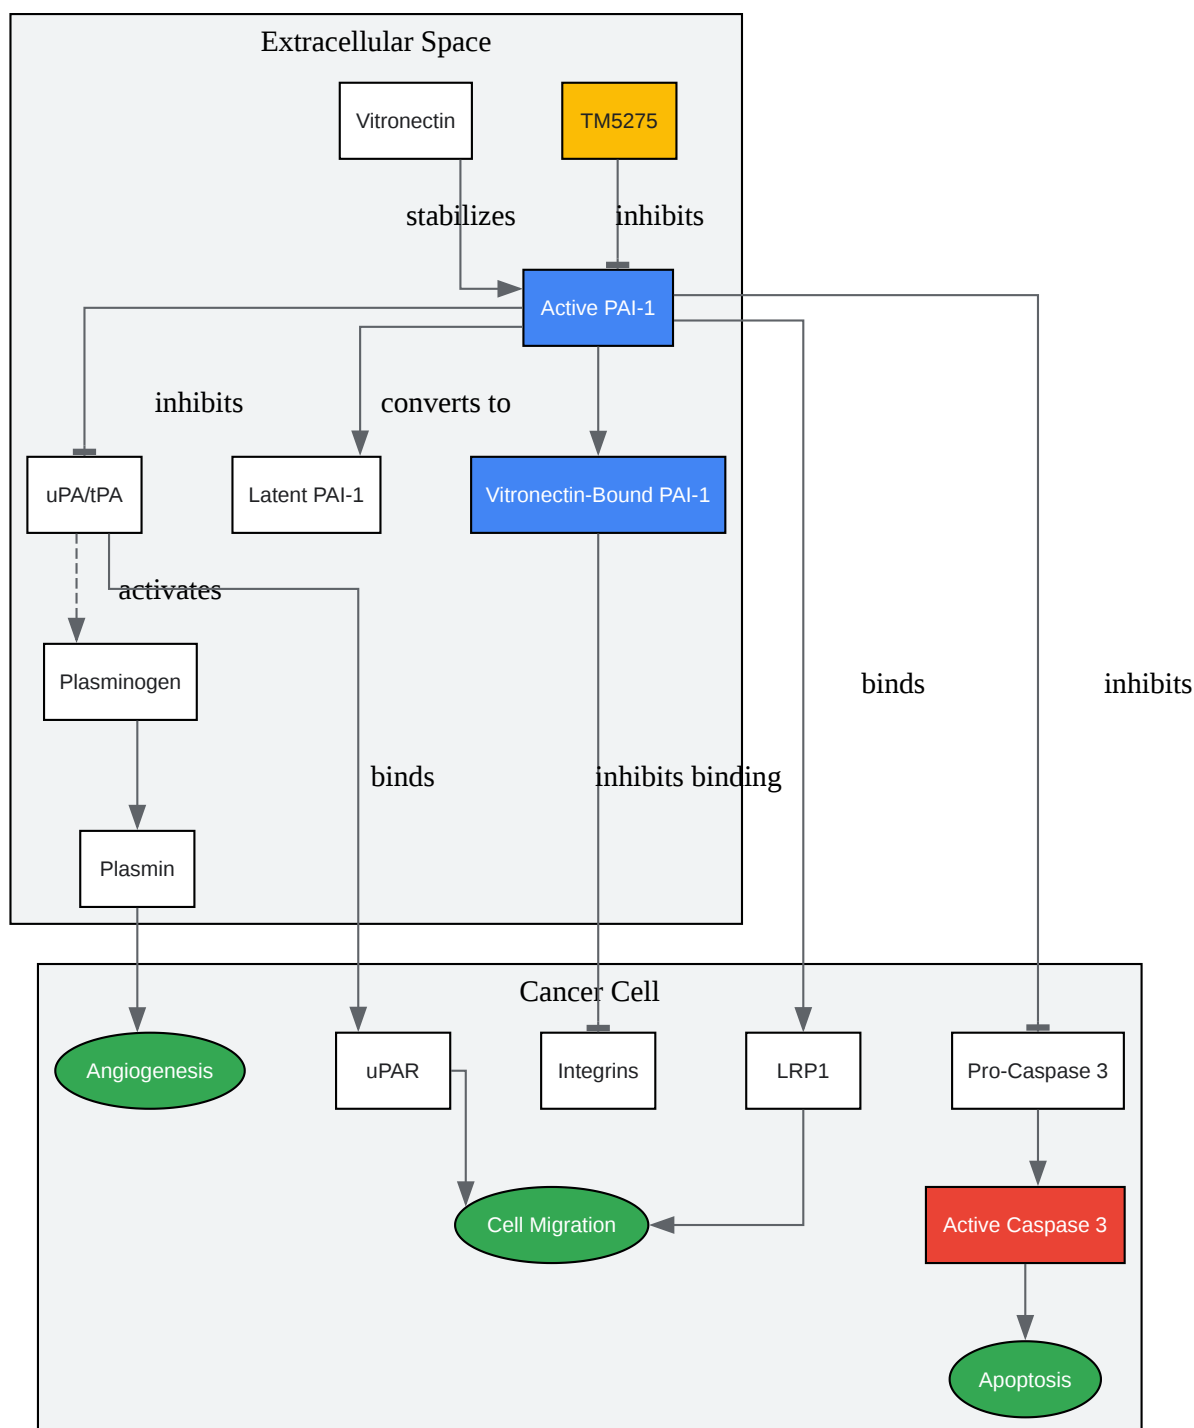 Extracellular Space
Vitronectin
TM5275
stabilizes
inhibits
Active PAI-1
inhibits
converts to
uPA/tPA
Latent PAI-1
Vitronectin-Bound PAI-1
activates
Plasminogen
binds
inhibits
binds
inhibits binding
Plasmin
Cancer Cell
Angiogenesis
uPAR
Integrins
LRP1
Pro-Caspase 3
Cell Migration
Active Caspase 3
Apoptosis